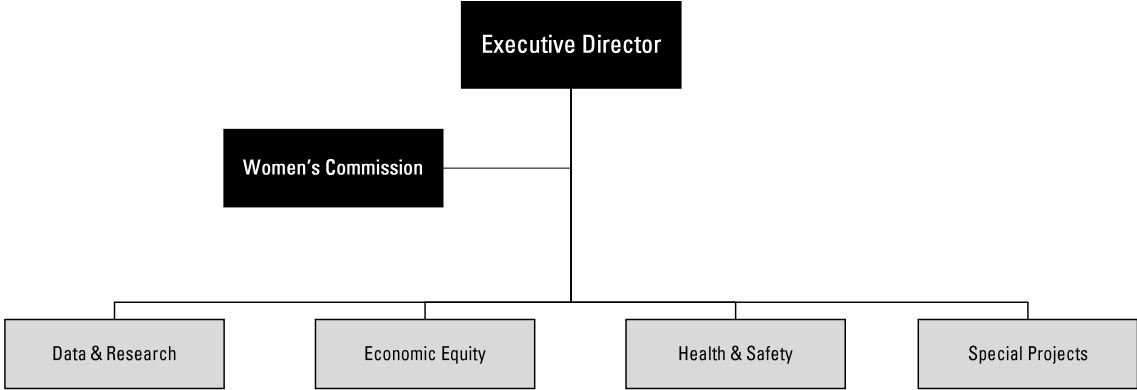 Executive Director
Women's Commission
Data & Research
Economic Equity
Health & Safety
Special Projects